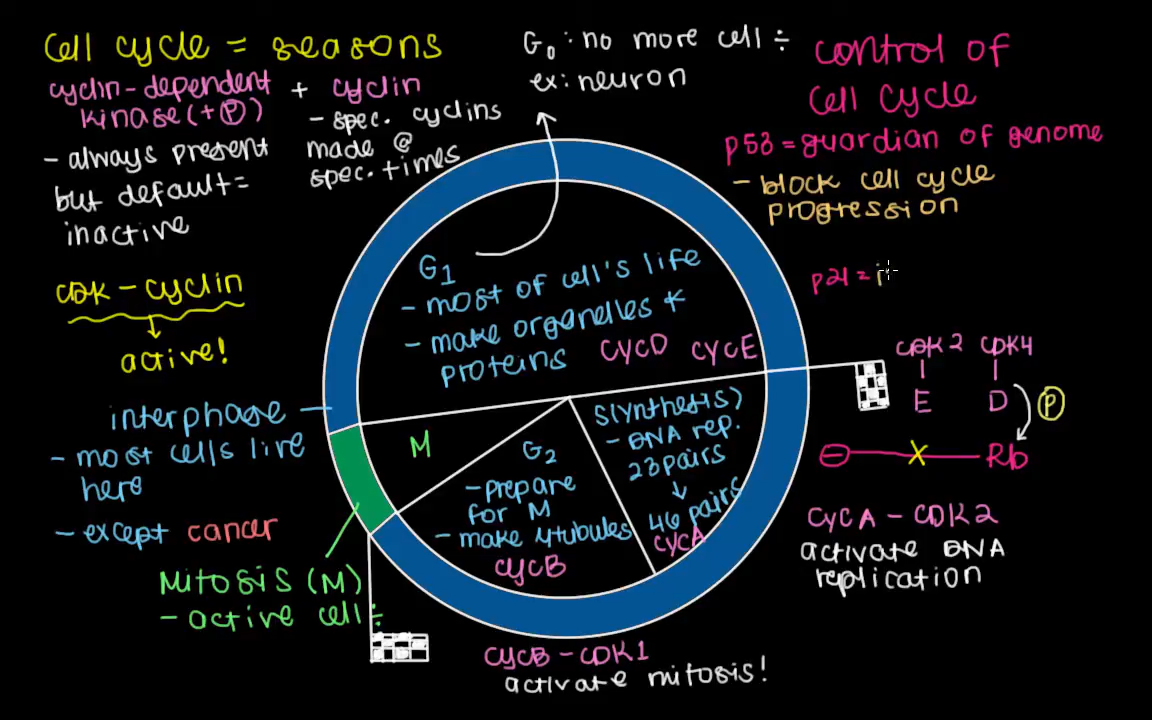 Cell cycle = seasons
cyclin-dependent + cyclin
kinase (+ P)
- spec. cyclins
made @
spec. times
- always present
but default =
inactive
CDK - cyclin
active!
interphase
- most cells live
here
- except cancer
Mitosis (M)
- active cell ÷
G0 : no more cell ÷
ex: neuron
G1
- most of cell's life
- make organelles &
proteins
CYCD CYCE
M
G2
- prepare
for M
- make μtubules
CYCB
S(ynthesis)
- DNA rep.
23 pairs
↓
46 pairs
CYCA
CYCB - CDK1
activate mitosis!
control of
cell cycle
p53 = guardian of genome
- block cell cycle
progression
p21 = i
CDK2 CDK4
E D P
⊖ X Rb
CYCA - CDK2
activate DNA
replication